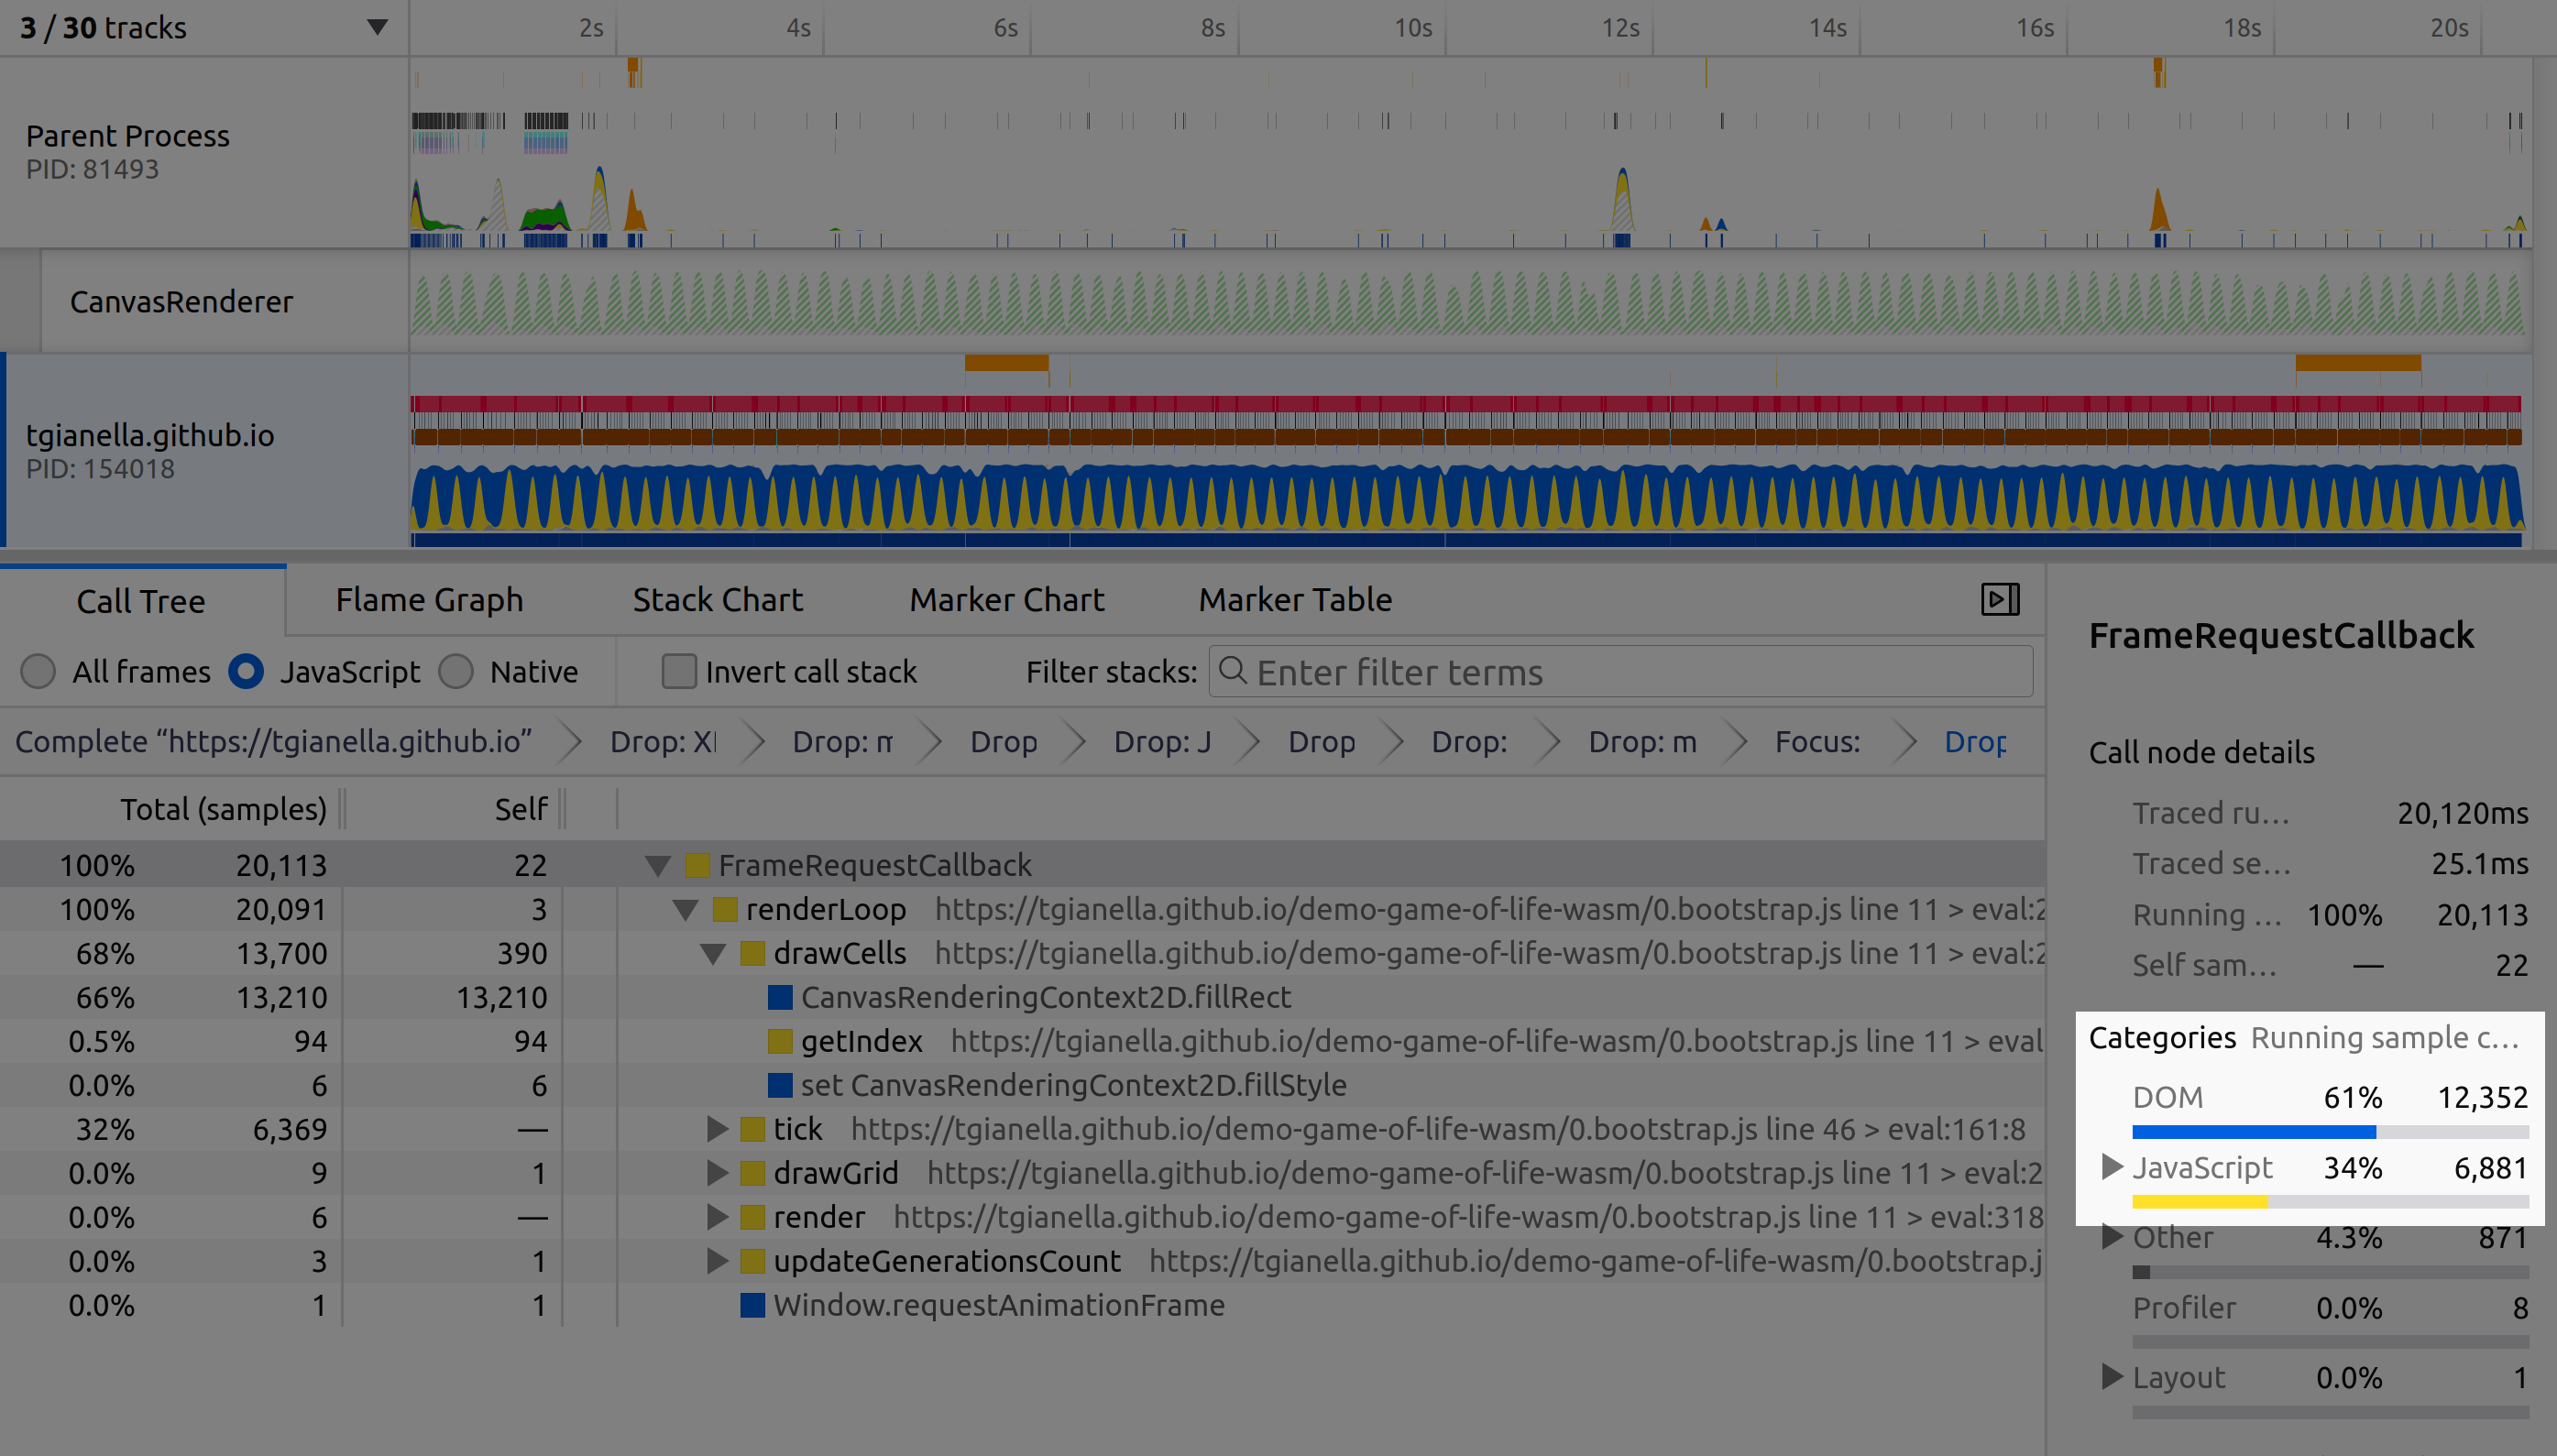 3 / 30 tracks
2s 4s 6s 8s 10s 12s 14s 16s 18s 20s
Parent Process
PID: 81493
CanvasRenderer
tgianella.github.io
PID: 154018
Call Tree Flame Graph Stack Chart Marker Chart Marker Table
All frames JavaScript Native Invert call stack Filter stacks: Enter filter terms
Complete “https://tgianella.github.io” Drop: XI Drop: m Drop Drop: J Drop Drop: Drop: m Focus: Drop
Total (samples) Self
100% 20,113 22 FrameRequestCallback
100% 20,091 3 renderLoop https://tgianella.github.io/demo-game-of-life-wasm/0.bootstrap.js line 11 > eval:2
68% 13,700 390 drawCells https://tgianella.github.io/demo-game-of-life-wasm/0.bootstrap.js line 11 > eval:2
66% 13,210 13,210 CanvasRenderingContext2D.fillRect
0.5% 94 94 getIndex https://tgianella.github.io/demo-game-of-life-wasm/0.bootstrap.js line 11 > eval
0.0% 6 6 set CanvasRenderingContext2D.fillStyle
32% 6,369 — tick https://tgianella.github.io/demo-game-of-life-wasm/0.bootstrap.js line 46 > eval:161:8
0.0% 9 1 drawGrid https://tgianella.github.io/demo-game-of-life-wasm/0.bootstrap.js line 11 > eval:2
0.0% 6 — render https://tgianella.github.io/demo-game-of-life-wasm/0.bootstrap.js line 11 > eval:318
0.0% 3 1 updateGenerationsCount https://tgianella.github.io/demo-game-of-life-wasm/0.bootstrap.j
0.0% 1 1 Window.requestAnimationFrame
FrameRequestCallback
Call node details
Traced ru… 20,120ms
Traced se… 25.1ms
Running … 100% 20,113
Self sam… — 22
Categories Running sample c…
DOM 61% 12,352
JavaScript 34% 6,881
Other 4.3% 871
Profiler 0.0% 8
Layout 0.0% 1